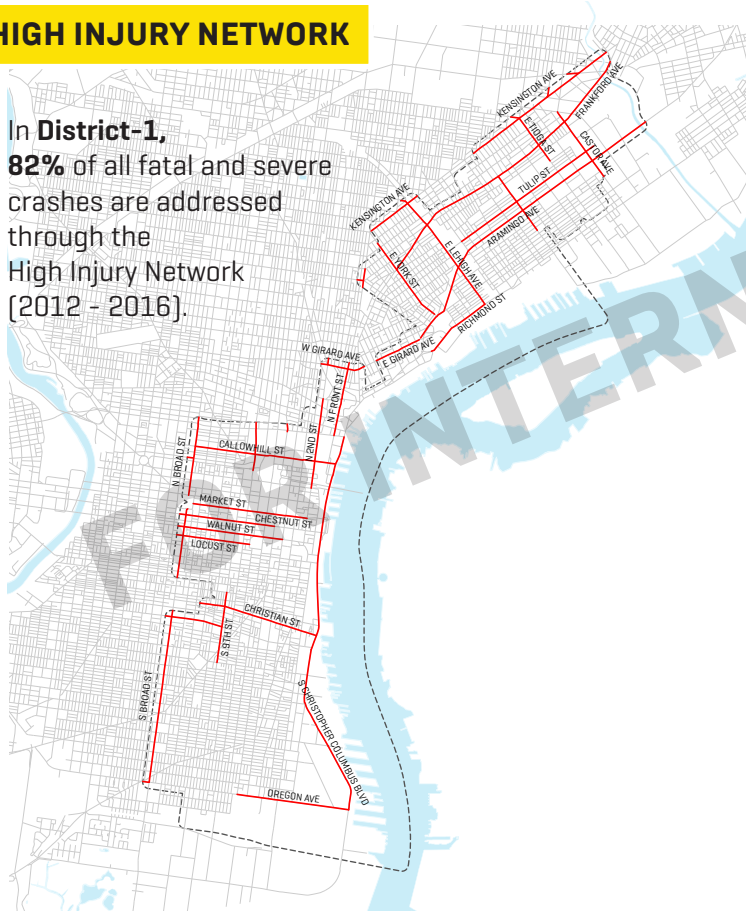 HIGH INJURY NETWORK
In District-1,
82% of all fatal and severe
crashes are addressed
through the
High Injury Network
(2012 - 2016).
KENSINGTON AVE
FRANKFORD AVE
E TIOGA ST
CASTOR AVE
TULIP ST
KENSINGTON AVE
ARAMINGO AVE
E LEHIGH AVE
E YORK ST
RICHMOND ST
W GIRARD AVE
E GIRARD AVE
N FRONT ST
N 2ND ST
N BROAD ST
CALLOWHILL ST
MARKET ST
CHESTNUT ST
WALNUT ST
LOCUST ST
CHRISTIAN ST
S 9TH ST
S BROAD ST
S CHRISTOPHER COLUMBUS BLVD
OREGON AVE
FOR INTERN